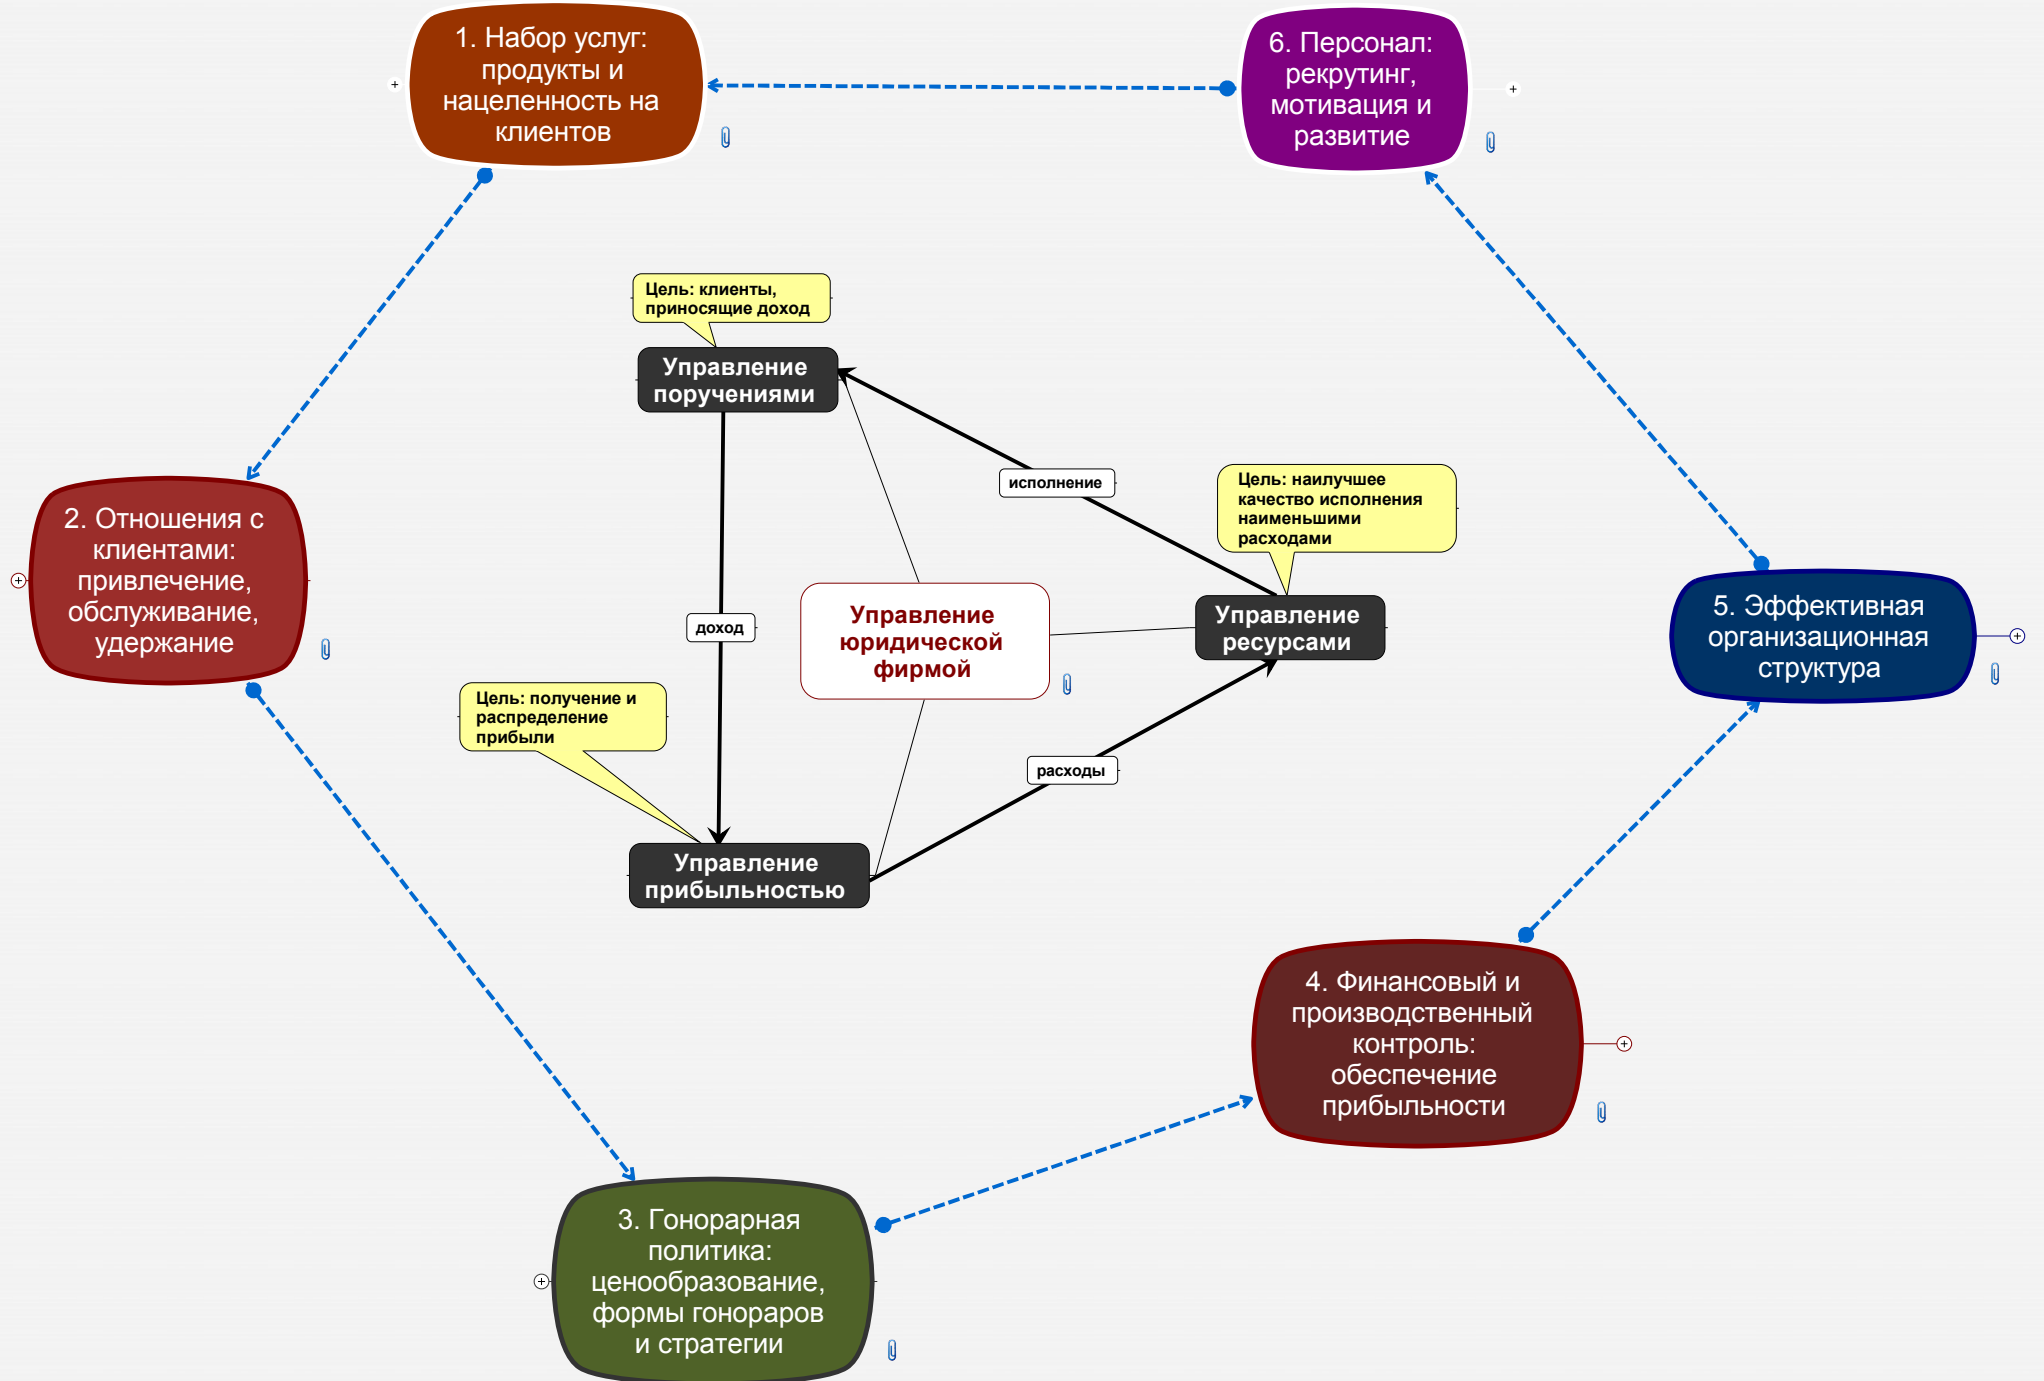 1. Набор услуг:
продукты и
нацеленность на
клиентов
6. Персонал:
рекрутинг,
мотивация и
развитие
Цель: клиенты,
приносящие доход
Управление
поручениями
исполнение
Цель: наилучшее
качество исполнения
наименьшими
расходами
2. Отношения с
клиентами:
привлечение,
обслуживание,
удержание
доход
Управление
юридической
фирмой
Управление
ресурсами
5. Эффективная
организационная
структура
Цель: получение и
распределение
прибыли
расходы
Управление
прибыльностью
4. Финансовый и
производственный
контроль:
обеспечение
прибыльности
3. Гонорарная
политика:
ценообразование,
формы гонораров
и стратегии